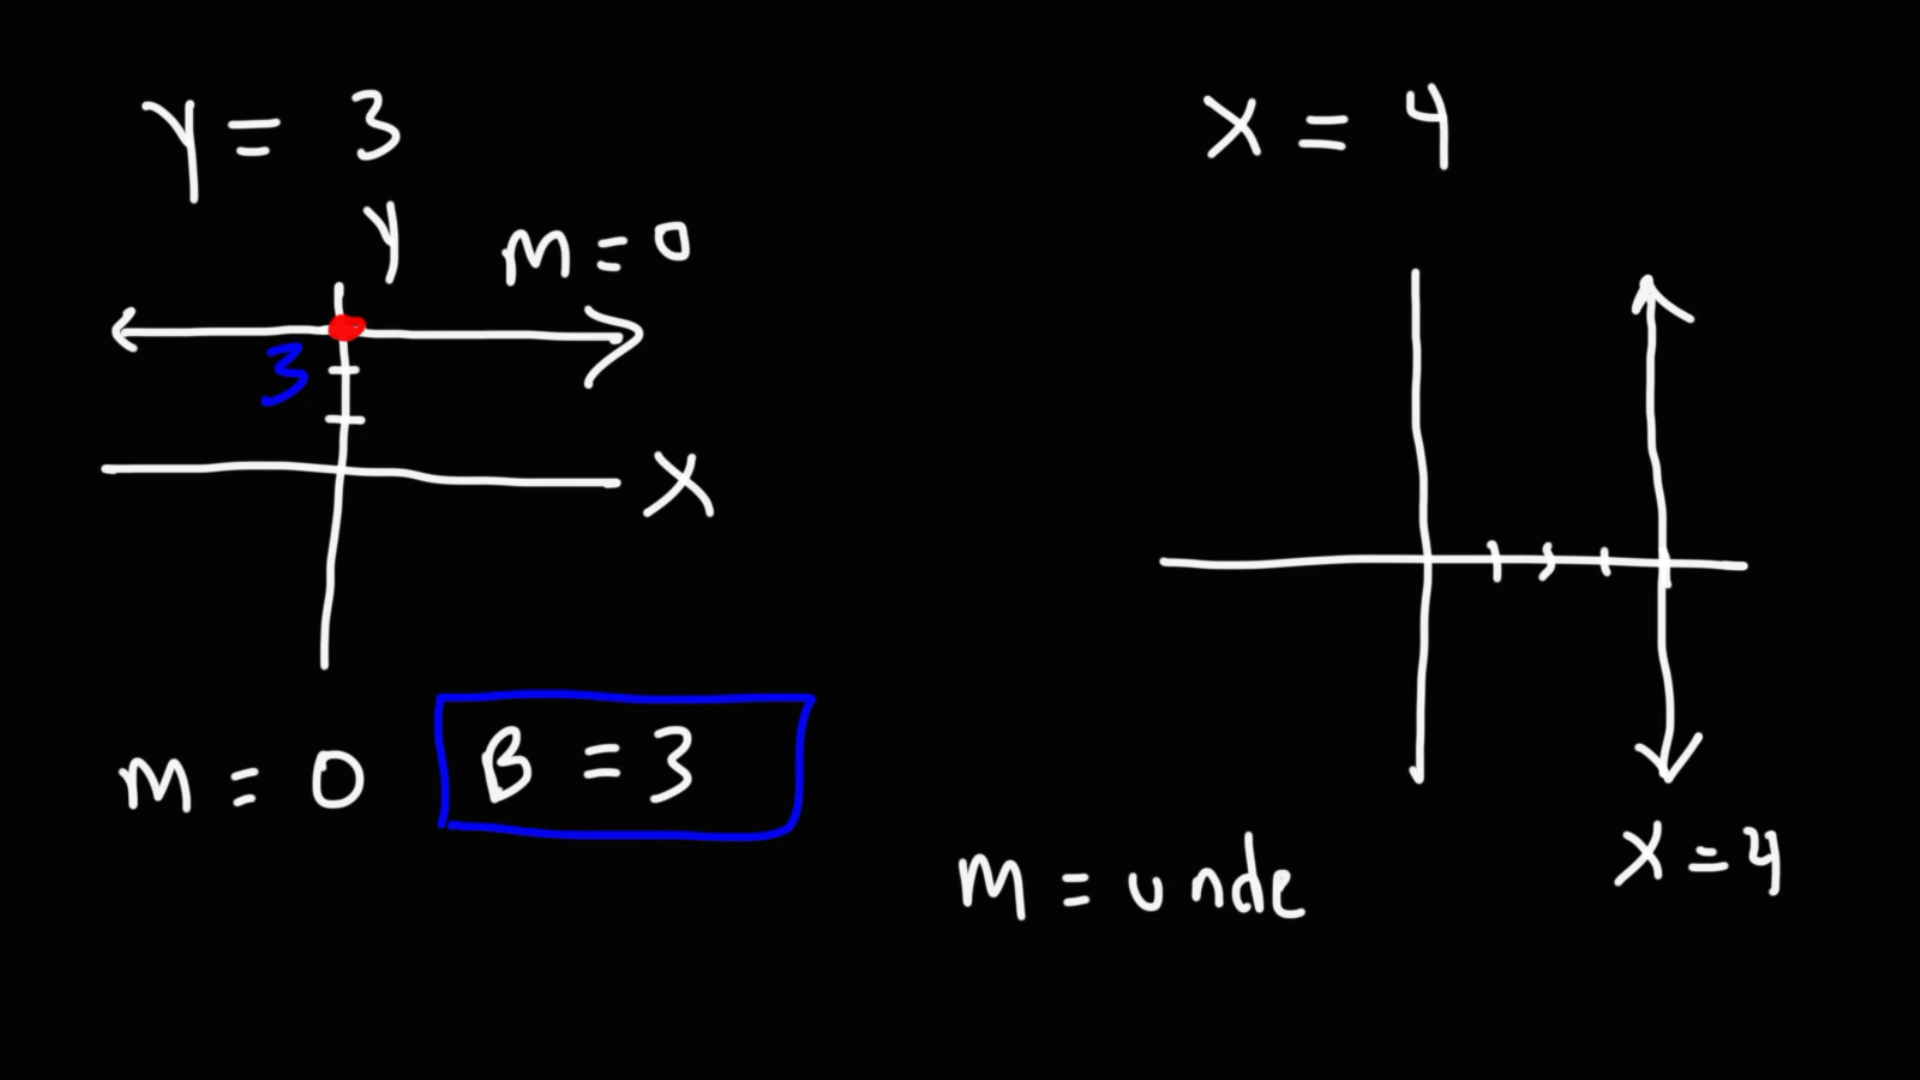 y = 3
y
m = 0
3
x
m = 0
B = 3
x = 4
m = unde
x = 4